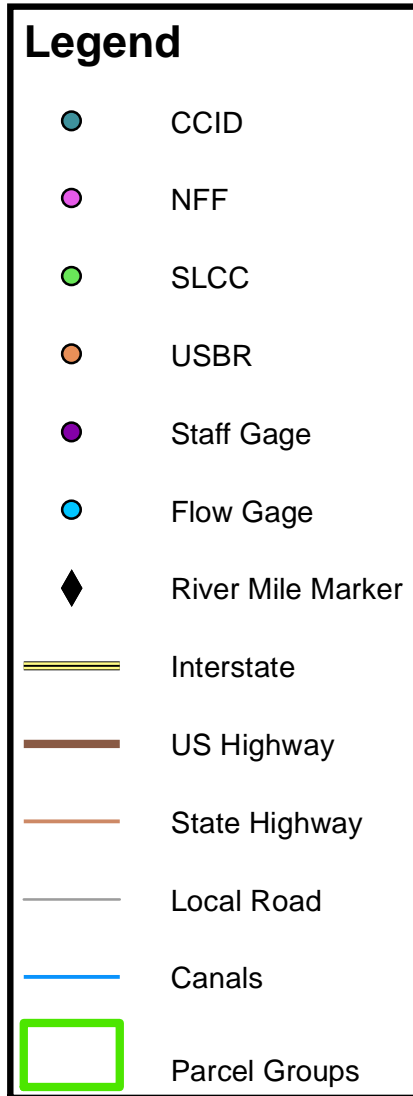 Legend
CCID
NFF
SLCC
USBR
Staff Gage
Flow Gage
River Mile Marker
Interstate
US Highway
State Highway
Local Road
Canals
Parcel Groups